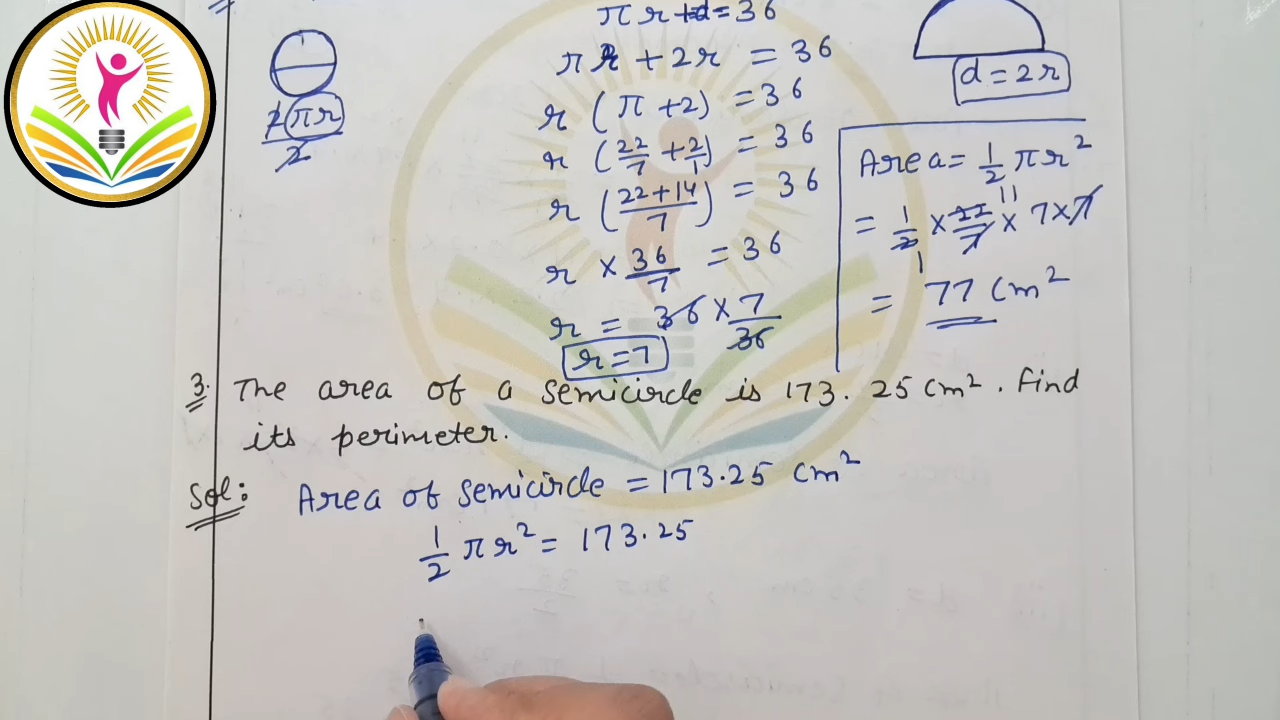 πr + d = 36
πr + 2r = 36
r (π + 2) = 36
r (22/7 + 2/1) = 36
r (22+14/7) = 36
r × 36/7 = 36
r = 36 × 7/36
r = 7
2πr/2
d = 2r
Area = 1/2 πr²
= 1/2 × 22/7 × 7 × 7
11
1
= 77 cm²
3. The area of a semicircle is 173.25 cm². Find
its perimeter.
Sol: Area of semicircle = 173.25 cm²
1/2 πr² = 173.25